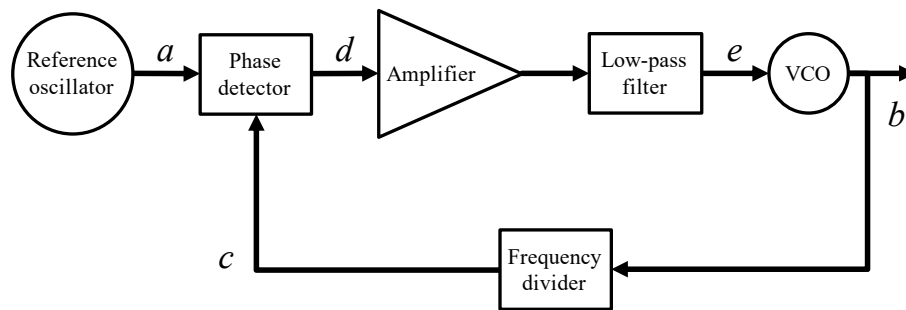 Reference
oscillator
a
Phase
detector
d
Amplifier
Low-pass
filter
e
VCO
b
c
Frequency
divider